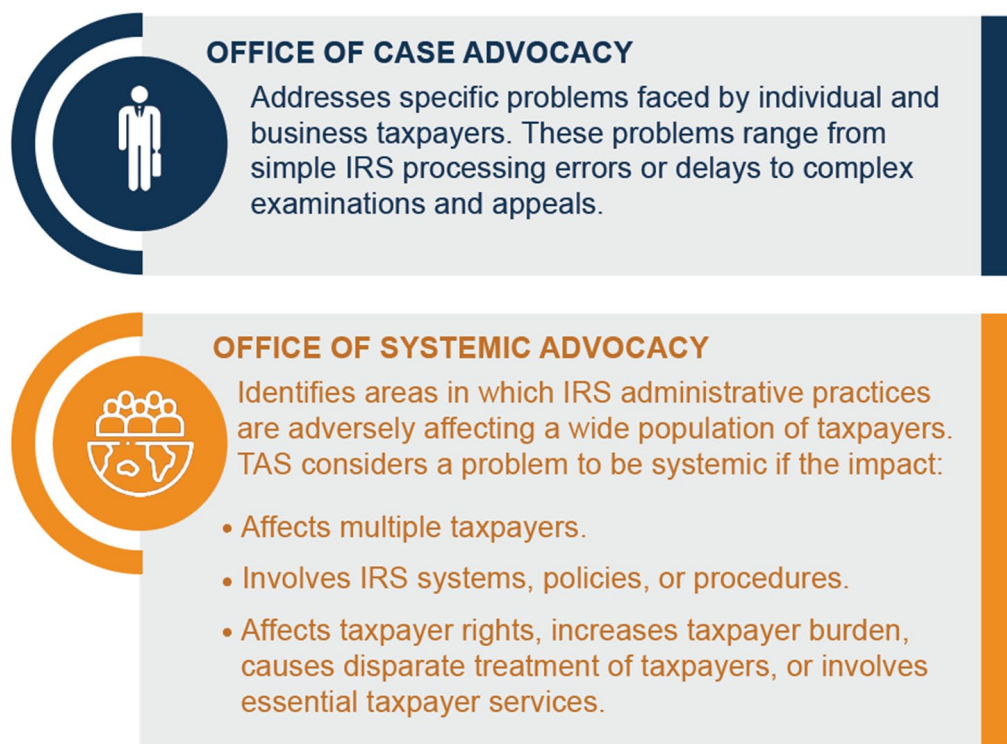 OFFICE OF CASE ADVOCACY
Addresses specific problems faced by individual and
business taxpayers. These problems range from
simple IRS processing errors or delays to complex
examinations and appeals.
OFFICE OF SYSTEMIC ADVOCACY
Identifies areas in which IRS administrative practices
are adversely affecting a wide population of taxpayers.
TAS considers a problem to be systemic if the impact:
• Affects multiple taxpayers.
• Involves IRS systems, policies, or procedures.
• Affects taxpayer rights, increases taxpayer burden,
causes disparate treatment of taxpayers, or involves
essential taxpayer services.